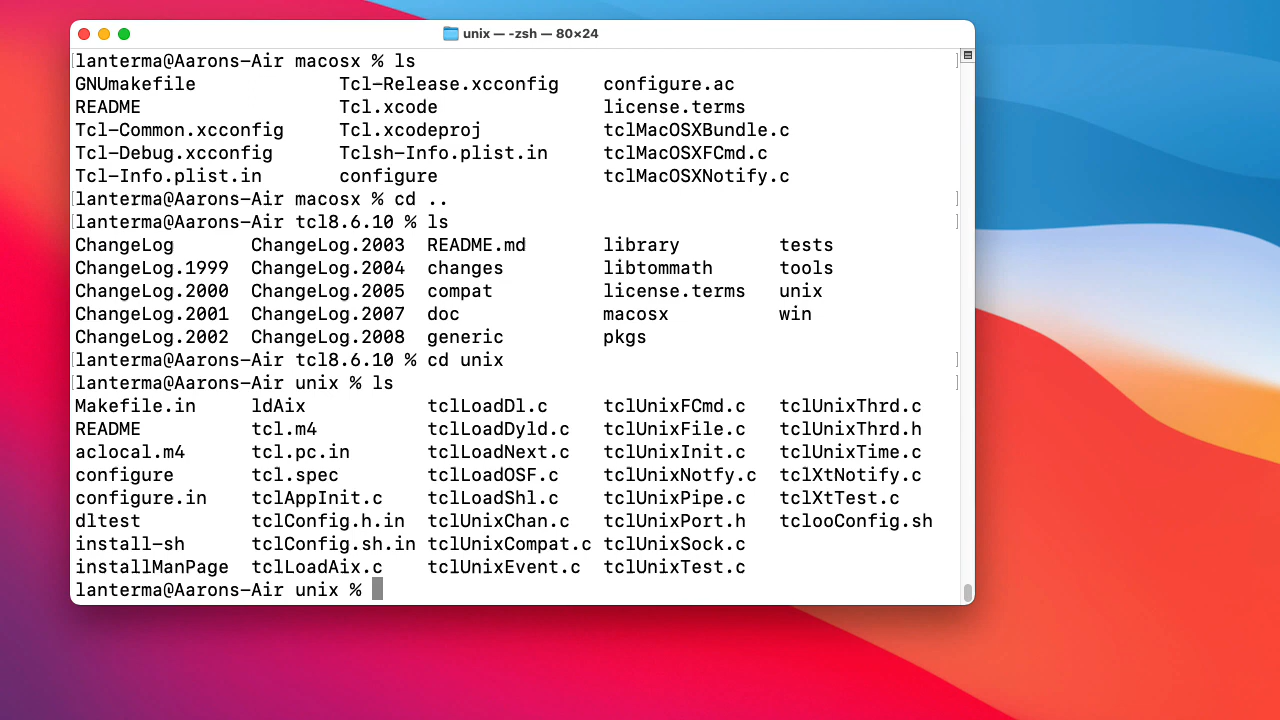 unix — -zsh — 80×24
[lanterma@Aarons-Air macosx % ls ]
GNUmakefile Tcl-Release.xcconfig configure.ac
README Tcl.xcode license.terms
Tcl-Common.xcconfig Tcl.xcodeproj tclMacOSXBundle.c
Tcl-Debug.xcconfig Tclsh-Info.plist.in tclMacOSXFCmd.c
Tcl-Info.plist.in configure tclMacOSXNotify.c
[lanterma@Aarons-Air macosx % cd .. ]
[lanterma@Aarons-Air tcl8.6.10 % ls ]
ChangeLog ChangeLog.2003 README.md library tests
ChangeLog.1999 ChangeLog.2004 changes libtommath tools
ChangeLog.2000 ChangeLog.2005 compat license.terms unix
ChangeLog.2001 ChangeLog.2007 doc macosx win
ChangeLog.2002 ChangeLog.2008 generic pkgs
[lanterma@Aarons-Air tcl8.6.10 % cd unix ]
[lanterma@Aarons-Air unix % ls ]
Makefile.in ldAix tclLoadDl.c tclUnixFCmd.c tclUnixThrd.c
README tcl.m4 tclLoadDyld.c tclUnixFile.c tclUnixThrd.h
aclocal.m4 tcl.pc.in tclLoadNext.c tclUnixInit.c tclUnixTime.c
configure tcl.spec tclLoadOSF.c tclUnixNotfy.c tclXtNotify.c
configure.in tclAppInit.c tclLoadShl.c tclUnixPipe.c tclXtTest.c
dltest tclConfig.h.in tclUnixChan.c tclUnixPort.h tclooConfig.sh
install-sh tclConfig.sh.in tclUnixCompat.c tclUnixSock.c
installManPage tclLoadAix.c tclUnixEvent.c tclUnixTest.c
lanterma@Aarons-Air unix %